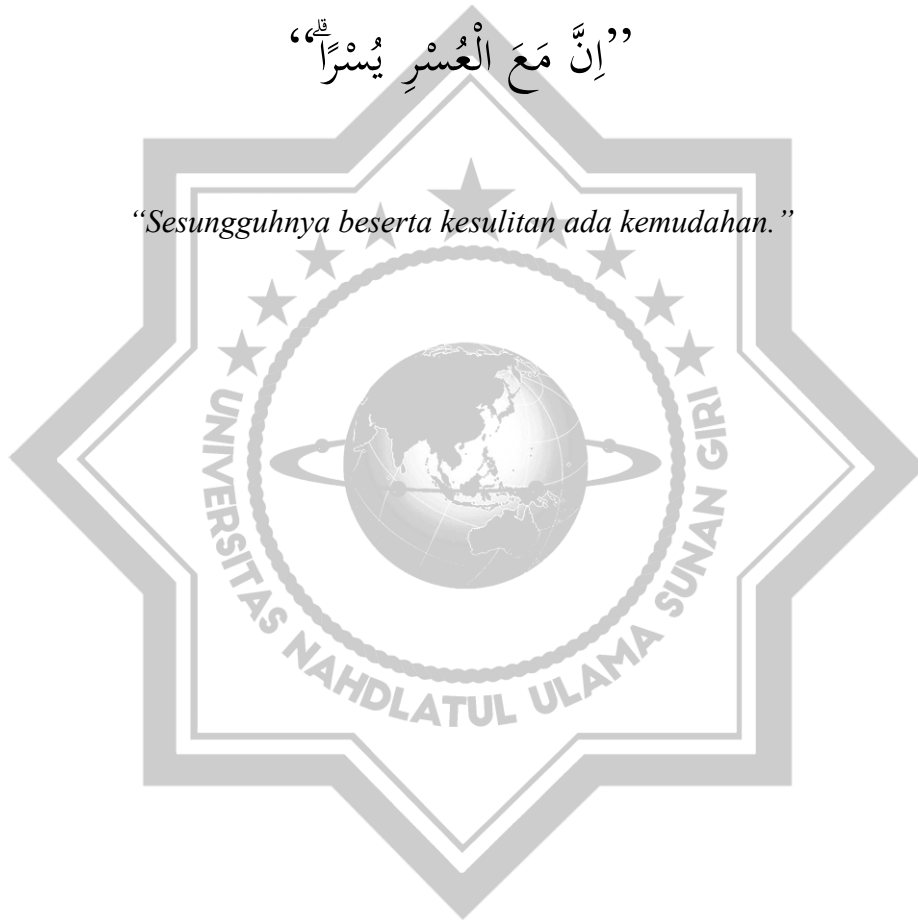 ”اِنَّ مَعَ الْعُسْرِ يُسْرًاۗ“
“Sesungguhnya beserta kesulitan ada kemudahan.”
UNIVERSITAS NAHDLATUL ULAMA SUNAN GIRI